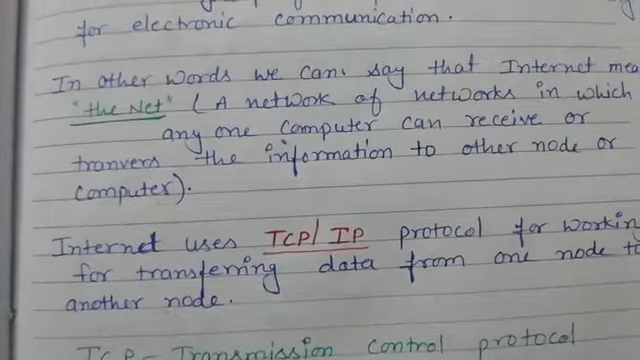 for electronic communication.
In other words we can say that Internet mea
"the Net" (A network of networks in which
any one computer can receive or
tranvers the information to other node or
computer).
Internet uses TCP/IP protocol for workin
for transferring data from one node to
another node.
TCP - Transmission control protocol